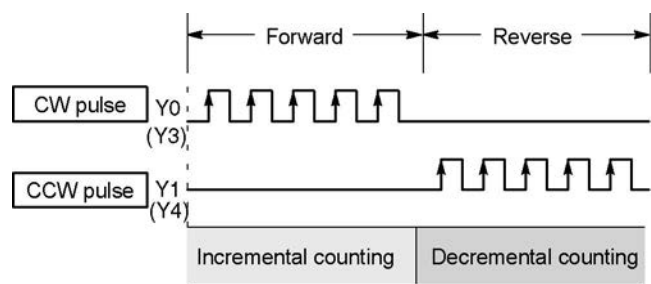 Forward
Reverse
CW pulse
Y0
(Y3)
CCW pulse
Y1
(Y4)
Incremental counting
Decremental counting